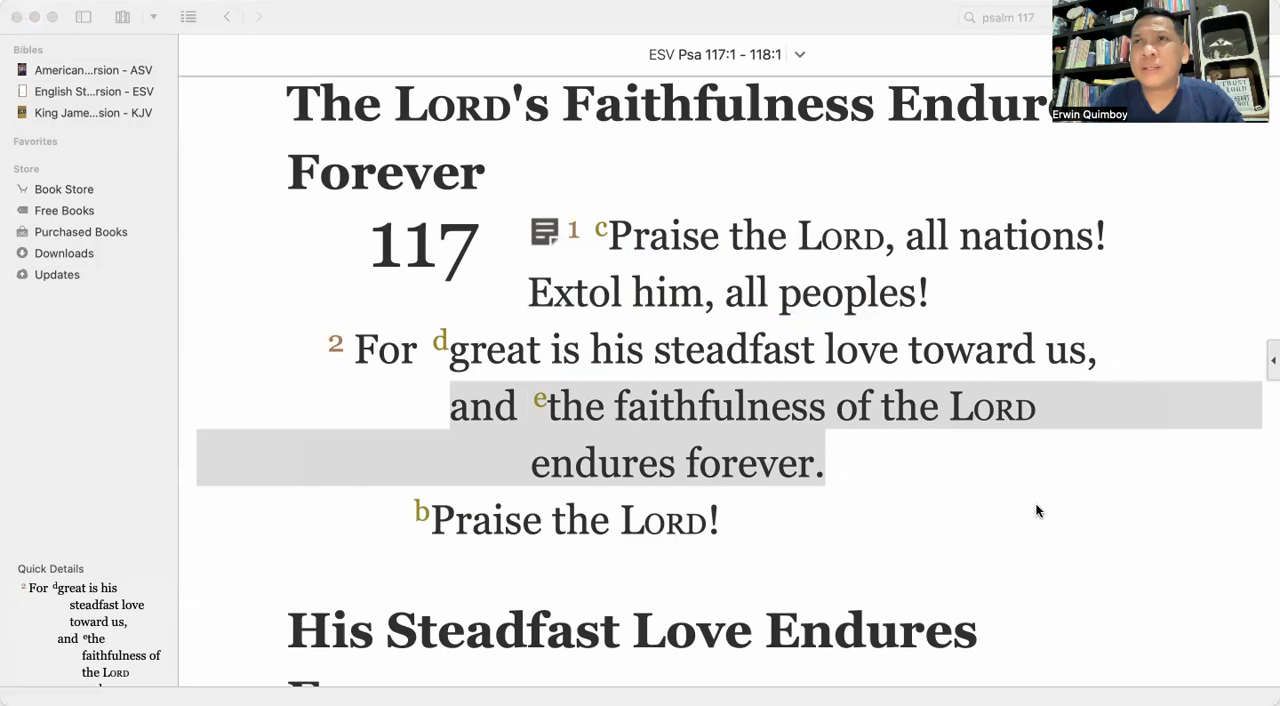 psalm 117
Bibles
American...rsion - ASV
English St...rsion - ESV
King Jame...sion - KJV
Favorites
Store
Book Store
Free Books
Purchased Books
Downloads
Updates
Quick Details
2 For dgreat is his
steadfast love
toward us,
and ethe
faithfulness of
the LORD
ESV Psa 117:1 - 118:1
The LORD's Faithfulness Endur
Forever
117
1 cPraise the LORD, all nations!
Extol him, all peoples!
2 For dgreat is his steadfast love toward us,
and ethe faithfulness of the LORD
endures forever.
bPraise the LORD!
His Steadfast Love Endures
Erwin Quimboy
TRUST
LORD
HEART
NOT